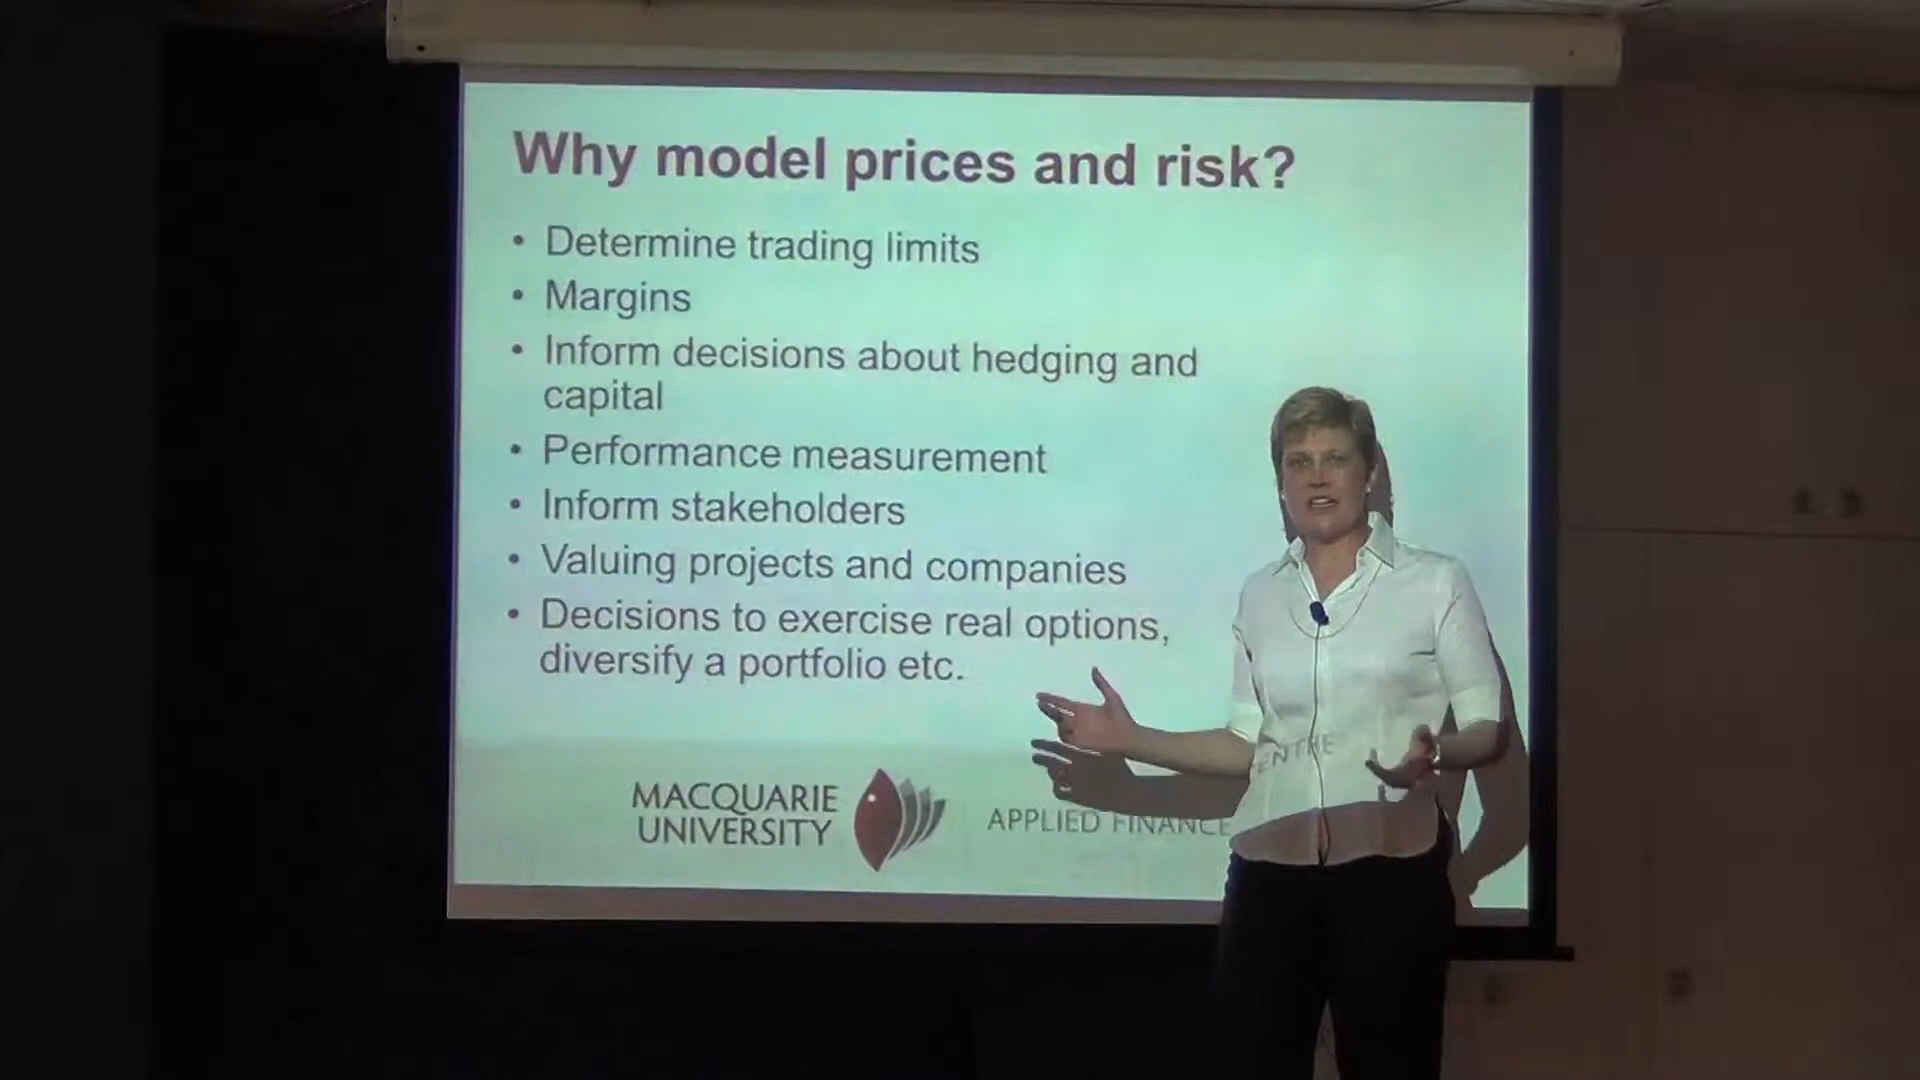 Why model prices and risk?
• Determine trading limits
• Margins
• Inform decisions about hedging and
capital
• Performance measurement
• Inform stakeholders
• Valuing projects and companies
• Decisions to exercise real options,
diversify a portfolio etc.
MACQUARIE
UNIVERSITY
APPLIED FINANCE
ENTRE